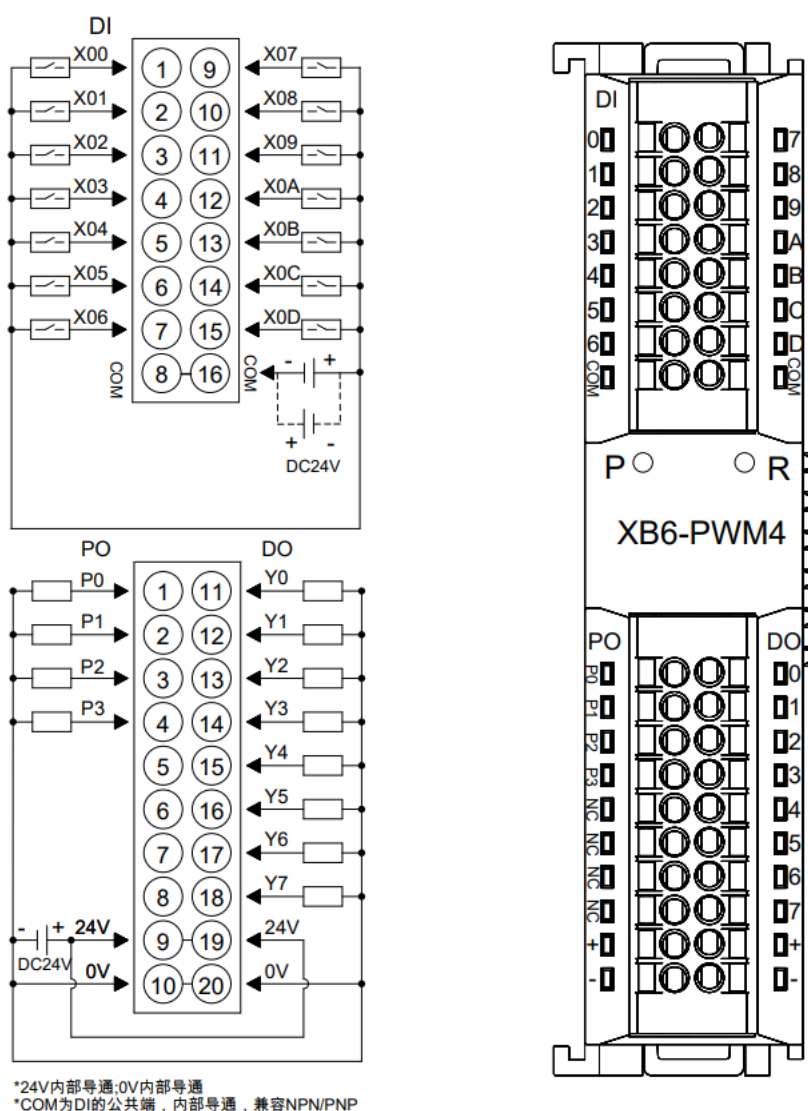 DI
X00 1 9 X07
X01 2 10 X08
X02 3 11 X09
X03 4 12 X0A
X04 5 13 X0B
X05 6 14 X0C
X06 7 15 X0D
COM 8 16 COM - +
+ -
DC24V
PO DO
P0 1 11 Y0
P1 2 12 Y1
P2 3 13 Y2
P3 4 14 Y3
5 15 Y4
6 16 Y5
7 17 Y6
8 18 Y7
- + 24V 9 19 24V
DC24V
0V 10 20 0V
*24V内部导通;0V内部导通
*COM为DI的公共端，内部导通，兼容NPN/PNP
DI
0 7
1 8
2 9
3 A
4 B
5 C
6 D
COM COM
P R
XB6-PWM4
PO DO
P0 0
P1 1
P2 2
P3 3
NC 4
NC 5
NC 6
NC 7
+ +
- -